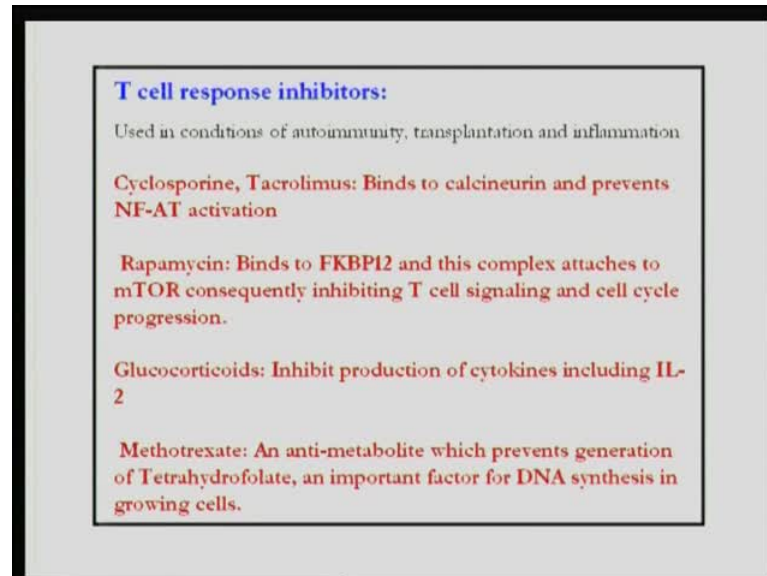 T cell response inhibitors:
Used in conditions of autoimmunity, transplantation and inflammation
Cyclosporine, Tacrolimus: Binds to calcineurin and prevents
NF-AT activation
Rapamycin: Binds to FKBP12 and this complex attaches to
mTOR consequently inhibiting T cell signaling and cell cycle
progression.
Glucocorticoids: Inhibit production of cytokines including IL-
2
Methotrexate: An anti-metabolite which prevents generation
of Tetrahydrofolate, an important factor for DNA synthesis in
growing cells.